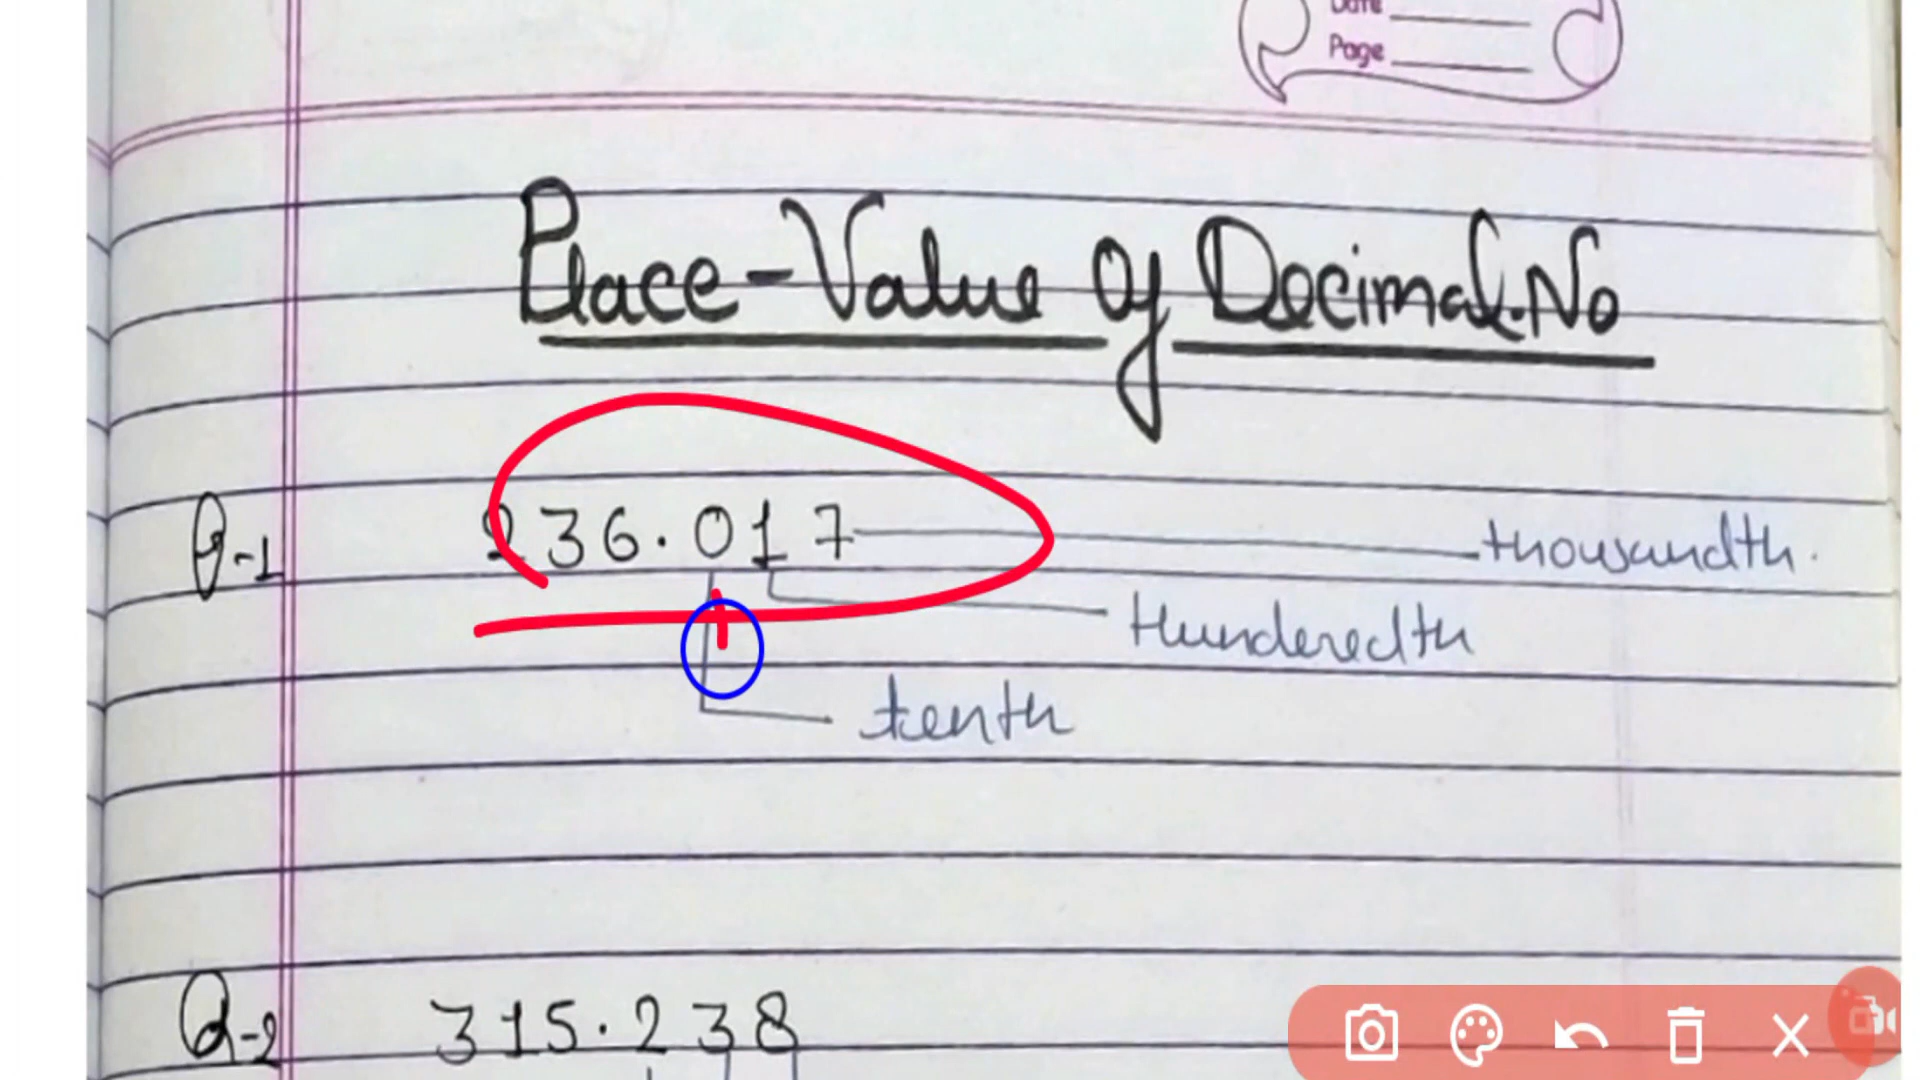 Date
Page
Place-Value of Decimal.No
Q-1 236.017 thousandth.
Hunderedth
tenth
Q-2 315.238